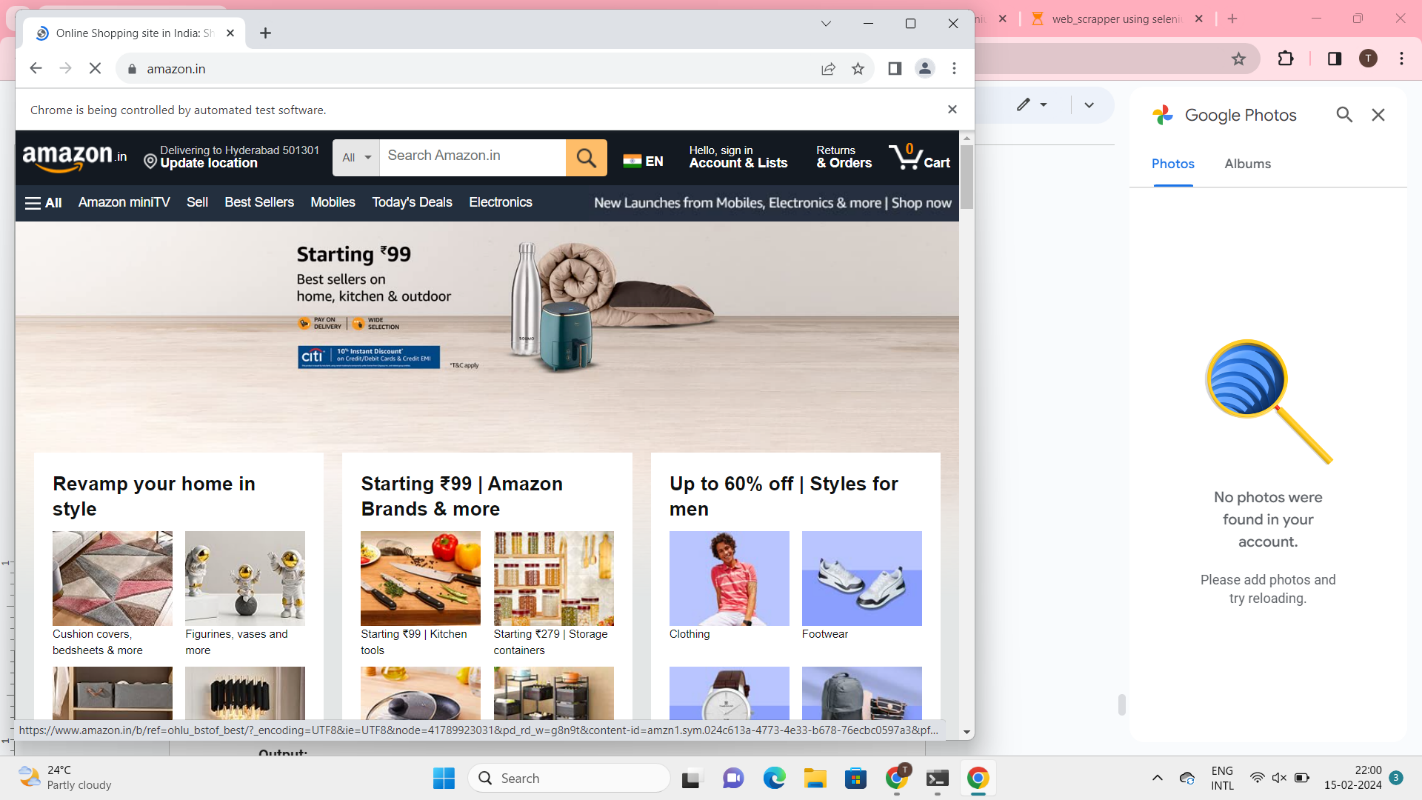 Online Shopping site in India: Sh
web_scrapper using seleni
amazon.in
T
Chrome is being controlled by automated test software.
amazon.in
Delivering to Hyderabad 501301
Update location
All
Search Amazon.in
EN
Hello, sign in
Account & Lists
Returns
& Orders
0
Cart
All
Amazon miniTV
Sell
Best Sellers
Mobiles
Today's Deals
Electronics
New Launches from Mobiles, Electronics & more | Shop now
Starting ₹99
Best sellers on
home, kitchen & outdoor
PAY ON
DELIVERY
WIDE
SELECTION
citi
10% Instant Discount*
on Credit/Debit Cards & Credit EMI
*T&C apply
Revamp your home in
style
Cushion covers,
bedsheets & more
Figurines, vases and
more
Starting ₹99 | Amazon
Brands & more
Starting ₹99 | Kitchen
tools
Starting ₹279 | Storage
containers
Up to 60% off | Styles for
men
Clothing
Footwear
https://www.amazon.in/b/ref=ohlu_bstof_best/?_encoding=UTF8&ie=UTF8&node=41789923031&pd_rd_w=g8n9t&content-id=amzn1.sym.024c613a-4773-4e33-b678-76ecbc0597a3&pf...
Output:
Google Photos
Photos
Albums
No photos were
found in your
account.
Please add photos and
try reloading.
24°C
Partly cloudy
Search
T
ENG
INTL
22:00
15-02-2024
3